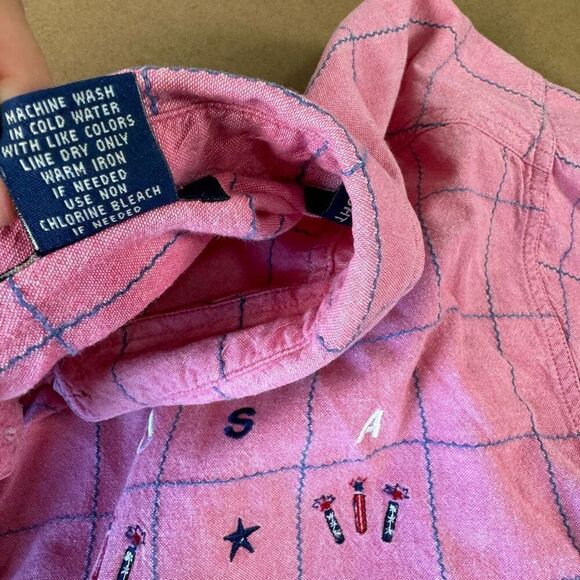 MACHINE WASH
IN COLD WATER
WITH LIKE COLORS
LINE DRY ONLY
WARM IRON
IF NEEDED
USE NON
CHLORINE BLEACH
IF NEEDED
S A